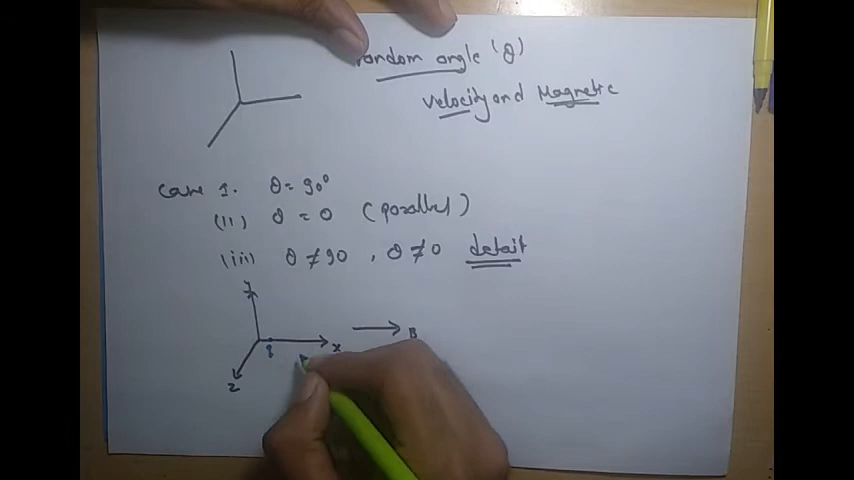 random angle (θ)
velocity and Magnetic
Case 1. θ = 90°
(ii) θ = 0 (parallel)
(iii) θ ≠ 90 , θ ≠ 0 detail
y
B
q x
z